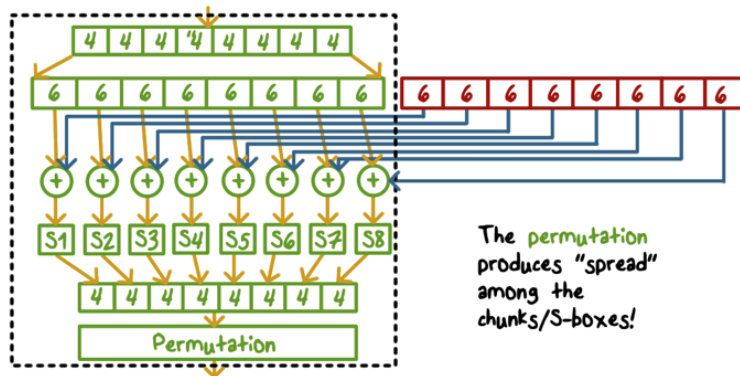 4 4 4 4 4 4 4 4
6 6 6 6 6 6 6 6
6 6 6 6 6 6 6 6
+ + + + + + + +
S1 S2 S3 S4 S5 S6 S7 S8
4 4 4 4 4 4 4 4
Permutation
The permutation
produces "spread"
among the
chunks/S-boxes!